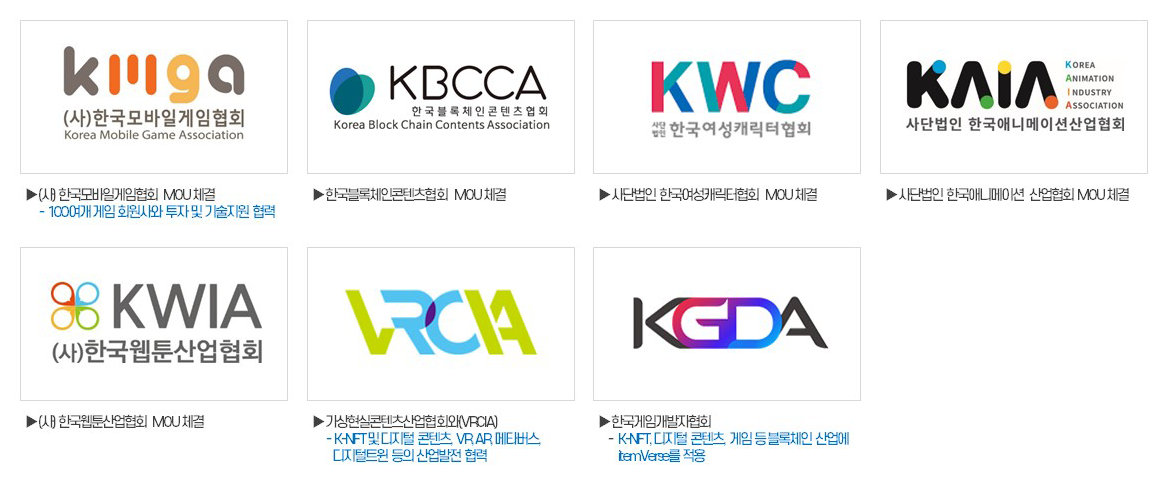 kmga
(사)한국모바일게임협회
Korea Mobile Game Association
▶(사) 한국모바일게임협회 MOU 체결
- 100여개 게임 회원사와 투자 및 기술지원 협력
KBCCA
한국블록체인콘텐츠협회
Korea Block Chain Contents Association
▶한국블록체인콘텐츠협회 MOU 체결
KWC
사단법인 한국여성캐릭터협회
▶사단법인 한국여성캐릭터협회 MOU 체결
KAIA
KOREA
ANIMATION
INDUSTRY
ASSOCIATION
사단법인 한국애니메이션산업협회
▶사단법인 한국애니메이션 산업협회 MOU 체결
KWIA
(사)한국웹툰산업협회
▶(사) 한국웹툰산업협회 MOU 체결
VRCIA
▶가상현실콘텐츠산업협회와(VRCIA)
- K-NFT 및 디지털 콘텐츠, VR, AR, 메타버스,
디지털트윈 등의 산업발전 협력
KGDA
▶한국게임개발자협회
- K-NFT, 디지털 콘텐츠, 게임 등 블록체인 산업에
itemVerse를 적용